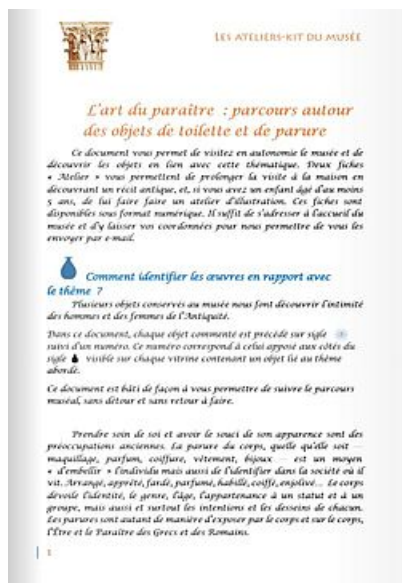 LES ATELIERS-KIT DU MUSÉE
L'art du paraître : parcours autour
des objets de toilette et de parure
Ce document vous permet de visitez en autonomie le musée et de
découvrir les objets en lien avec cette thématique. Deux fiches
« Atelier » vous permettent de prolonger la visite à la maison en
découvrant un récit antique, et, si vous avez un enfant âgé d'au moins
5 ans, de lui faire faire un atelier d'illustration. Ces fiches sont
disponibles sous format numérique. Il suffit de s'adresser à l'accueil du
musée et d'y laisser vos coordonnées pour nous permettre de vous les
envoyer par e-mail.
Comment identifier les œuvres en rapport avec
le thème ?
Plusieurs objets conservés au musée nous font découvrir l'intimité
des hommes et des femmes de l'Antiquité.
Dans ce document, chaque objet commenté est précédé sur sigle
suivi d'un numéro. Ce numéro correspond à celui apposé aux côtés du
sigle visible sur chaque vitrine contenant un objet lié au thème
abordé.
Ce document est bâti de façon à vous permettre de suivre le parcours
muséal, sans détour et sans retour à faire.
Prendre soin de soi et avoir le souci de son apparence sont des
préoccupations anciennes. La parure du corps, quelle qu'elle soit —
maquillage, parfum, coiffure, vêtement, bijoux — est un moyen
« d'embellir » l'individu mais aussi de l'identifier dans la société où il
vit. Arrangé, apprêté, fardé, parfumé, habillé, coiffé, enjolivé... Le corps
dévoile l'identité, le genre, l'âge, l'appartenance à un statut et à un
groupe, mais aussi et surtout les intentions et les desseins de chacun.
Les parures sont autant de manière d'exposer par le corps et sur le corps,
l'Être et le Paraître des Grecs et des Romains.
1